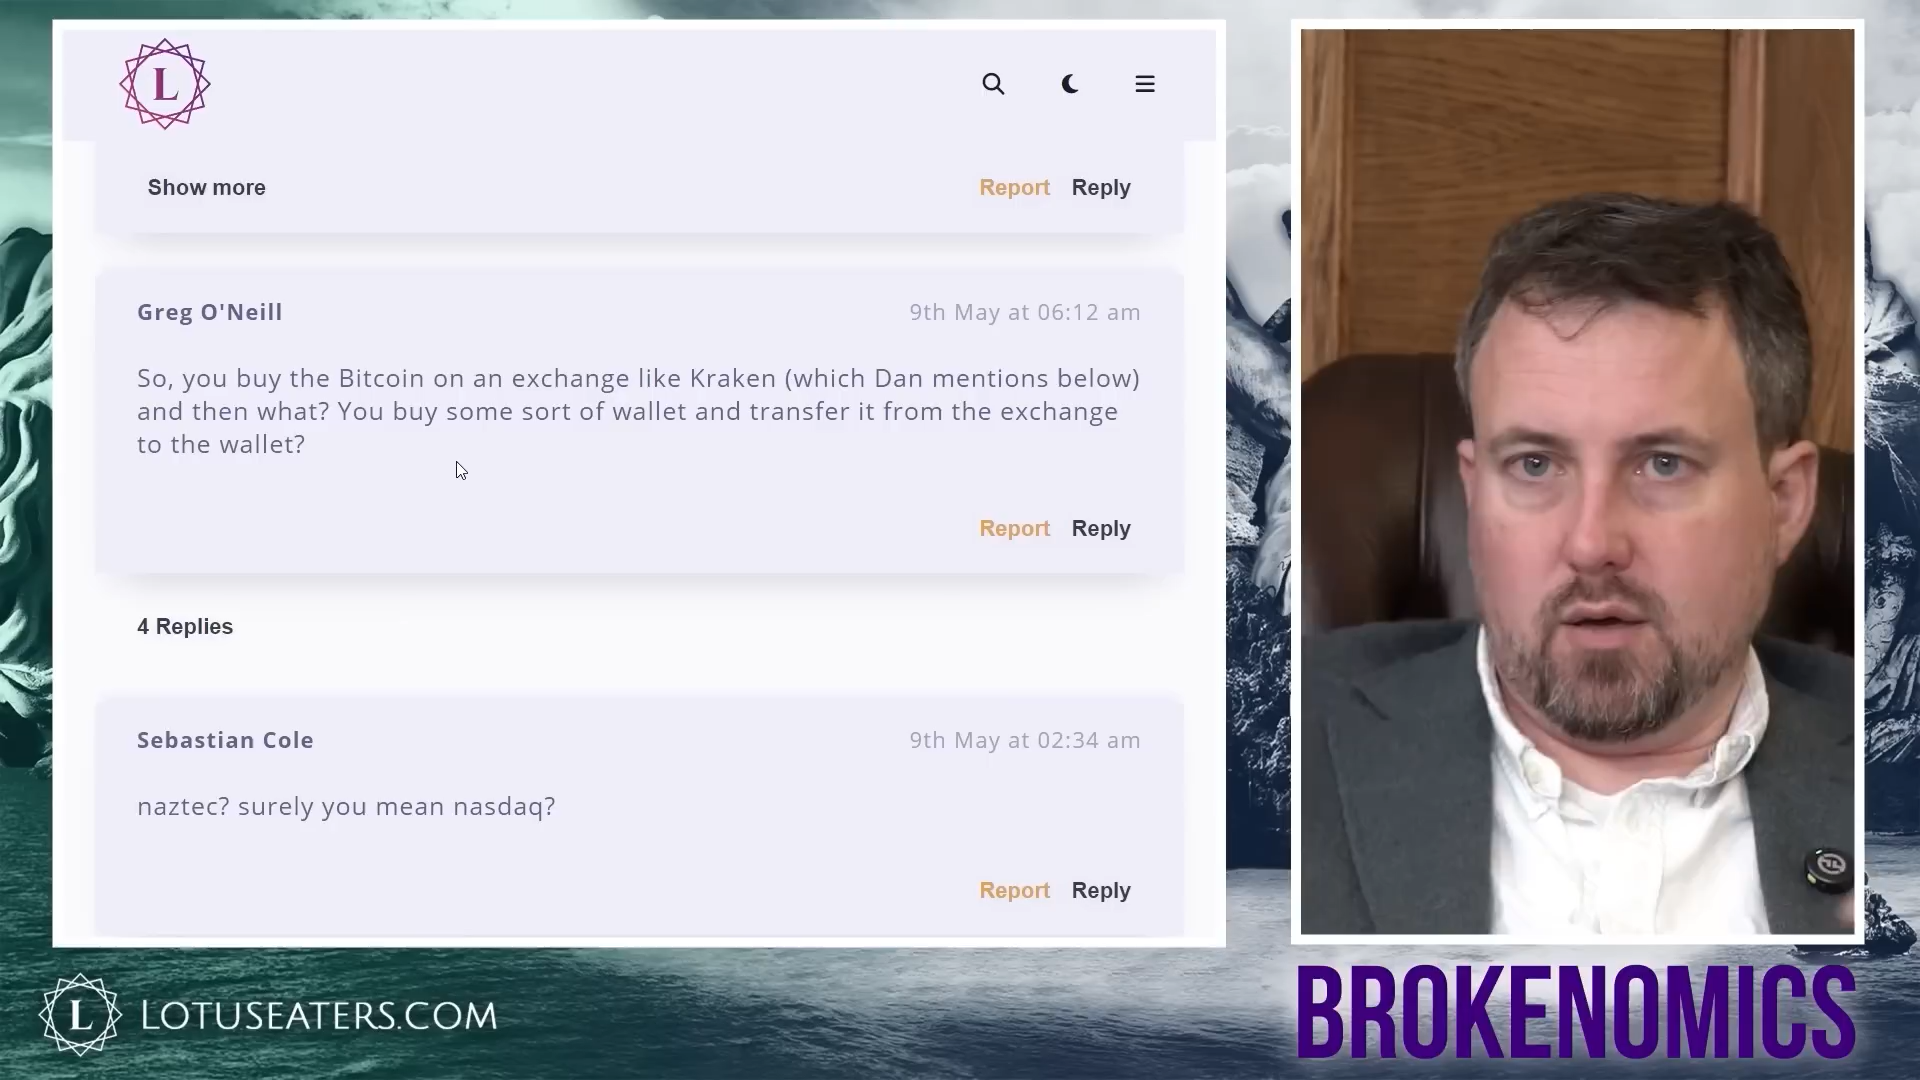 L
Show more
Report Reply
Greg O'Neill
9th May at 06:12 am
So, you buy the Bitcoin on an exchange like Kraken (which Dan mentions below)
and then what? You buy some sort of wallet and transfer it from the exchange
to the wallet?
Report Reply
4 Replies
Sebastian Cole
9th May at 02:34 am
naztec? surely you mean nasdaq?
Report Reply
L LOTUSEATERS.COM
BROKENOMICS